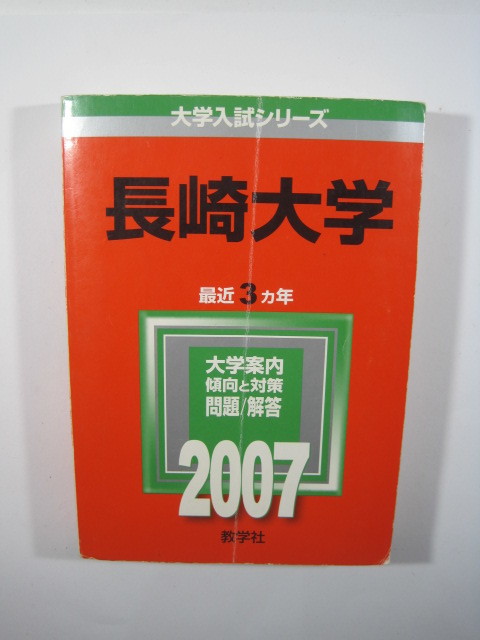 大学入試シリーズ
長崎大学
最近3ヵ年
大学案内
傾向と対策
問題/解答
2007
教学社